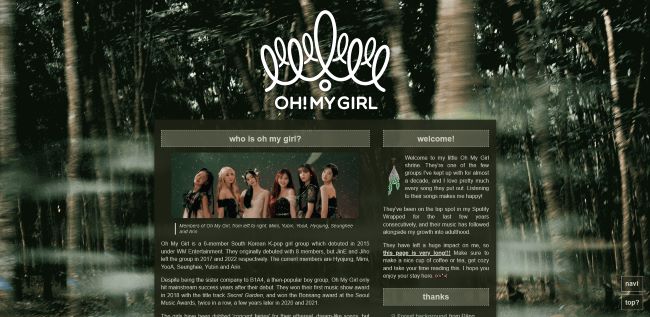 OH! MY GIRL
who is oh my girl?
Members of Oh My Girl, from left to right: Mimi, Yubin, YooA, Hyojung, Seunghee
and Arin
Oh My Girl is a 6-member South Korean K-pop girl group which debuted in 2015
under WM Entertainment. They originally debuted with 8 members, but JinE and Jiho
left the group in 2017 and 2022 respectively. The current members are Hyojung, Mimi,
YooA, Seunghee, Yubin and Arin.
Despite being the sister company to B1A4, a then-popular boy group, Oh My Girl only
hit mainstream success years after their debut. They won their first music show award
in 2018 with the title track Secret Garden, and won the Bonsang award at the Seoul
Music Awards, twice in a row, a few years later in 2020 and 2021.
welcome!
Welcome to my little Oh My Girl
shrine. They're one of the few
groups I've kept up with for almost
a decade, and I love pretty much
every song they put out. Listening
to their songs makes me happy!
They've been on the top spot in my Spotify
Wrapped for the last few years
consecutively, and their music has followed
alongside my growth into adulthood.
They have left a huge impact on me, so
this page is very long!!! Make sure to
make a nice cup of coffee or tea, get cozy
and take your time reading this. I hope you
enjoy your stay here.
thanks
navi
top?